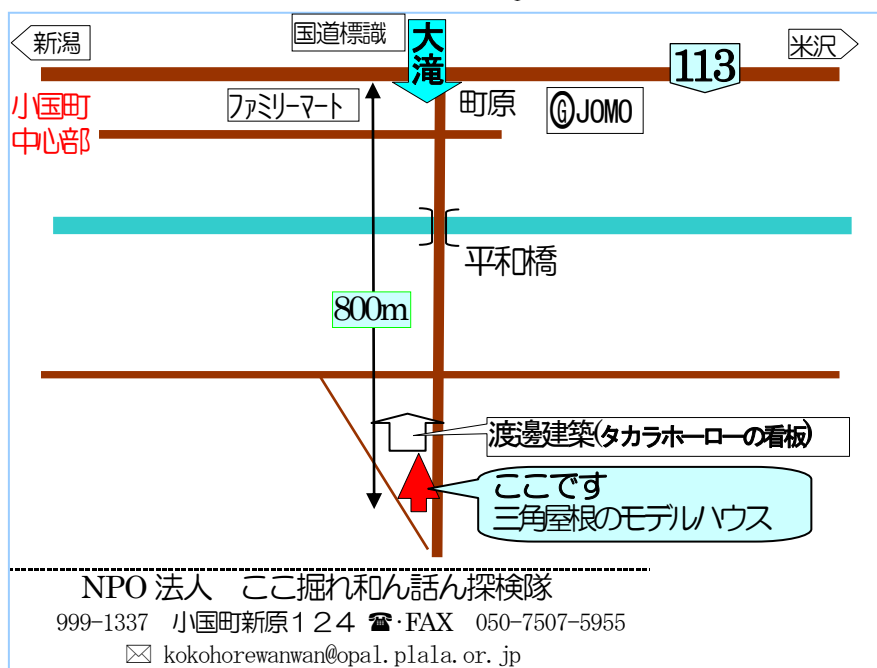 国道標識
新潟
大滝
米沢
113
小国町
中心部
ファミリーマート
町原
ⒼJOMO
平和橋
800m
渡邊建築(タカラホーローの看板)
ここです
三角屋根のモデルハウス
NPO 法人　ここ掘れ和ん話ん探検隊
999-1337　小国町新原１２４ ☎·FAX　050-7507-5955
✉ kokohorewanwan@opal.plala.or.jp